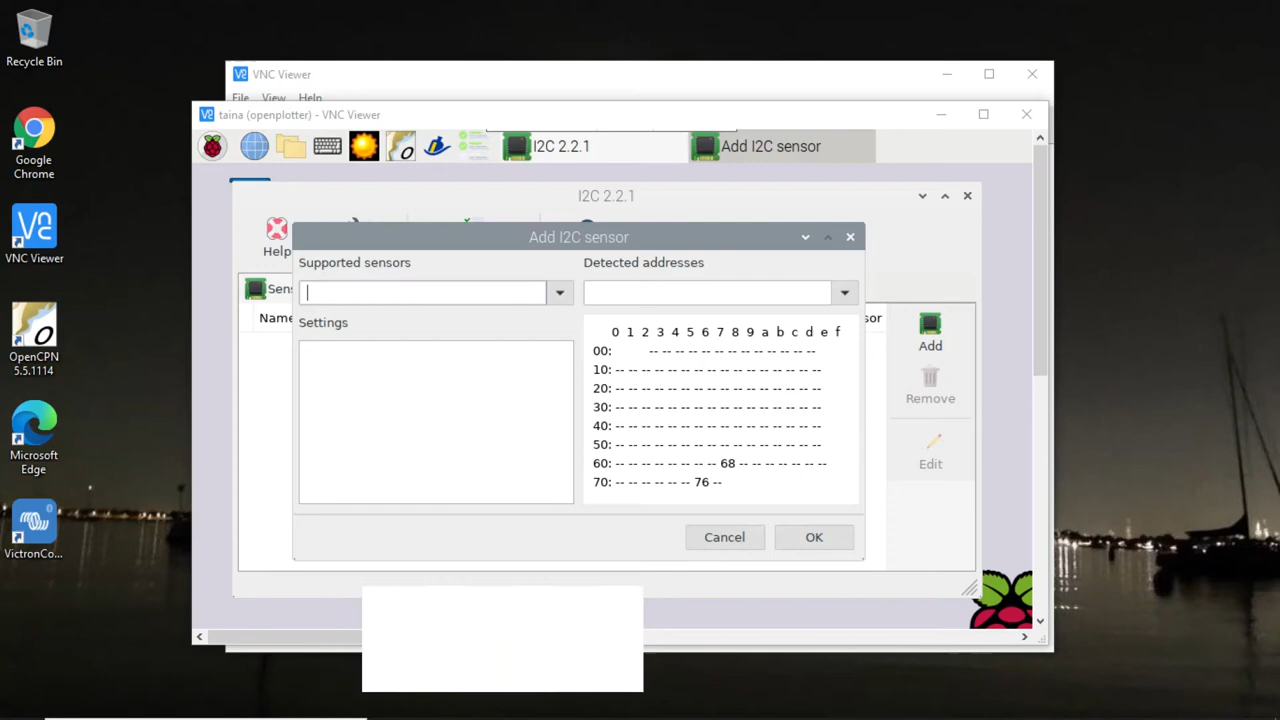 Recycle Bin
Google
Chrome
VNC Viewer
OpenCPN
5.5.1114
Microsoft
Edge
VictronCo...
VNC Viewer
File View Help
taina (openplotter) - VNC Viewer
I2C 2.2.1
Add I2C sensor
I2C 2.2.1
Help
Add I2C sensor
Supported sensors
Detected addresses
Settings
0 1 2 3 4 5 6 7 8 9 a b c d e f
00: -- -- -- -- -- -- -- -- -- -- -- -- --
10: -- -- -- -- -- -- -- -- -- -- -- -- -- -- -- --
20: -- -- -- -- -- -- -- -- -- -- -- -- -- -- -- --
30: -- -- -- -- -- -- -- -- -- -- -- -- -- -- -- --
40: -- -- -- -- -- -- -- -- -- -- -- -- -- -- -- --
50: -- -- -- -- -- -- -- -- -- -- -- -- -- -- -- --
60: -- -- -- -- -- -- -- -- 68 -- -- -- -- -- -- --
70: -- -- -- -- -- -- 76 --
Cancel
OK
Name
Add
Remove
Edit